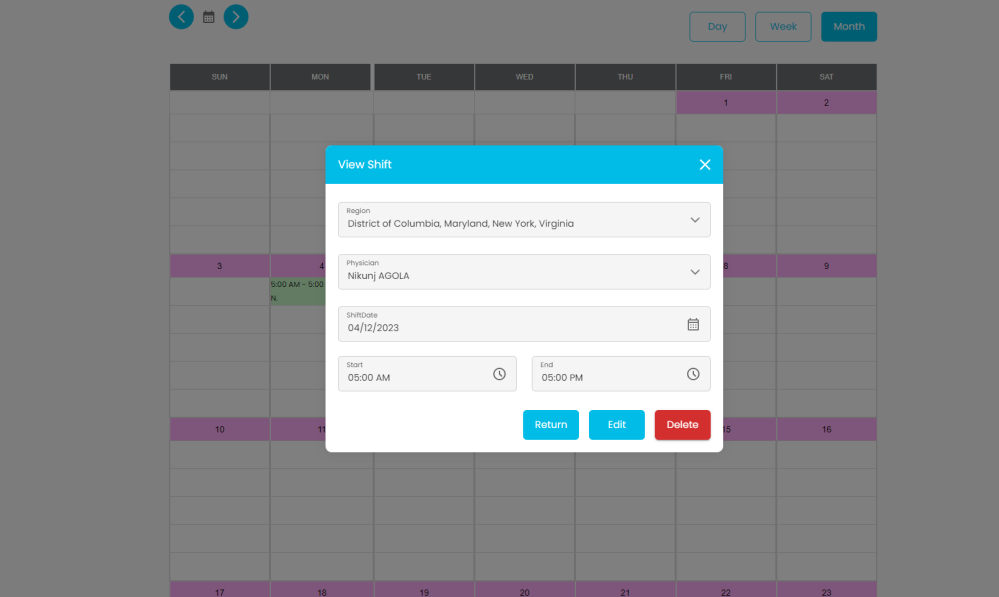 Day Week Month
SUN MON TUE WED THU FRI SAT
1 2
View Shift
Region
District of Columbia, Maryland, New York, Virginia
Physician
Nikunj AGOLA
ShiftDate
04/12/2023
Start End
05:00 AM 05:00 PM
Return Edit Delete
3 4 8 9
5:00 AM - 5:00
N.
10 11 15 16
17 18 19 20 21 22 23